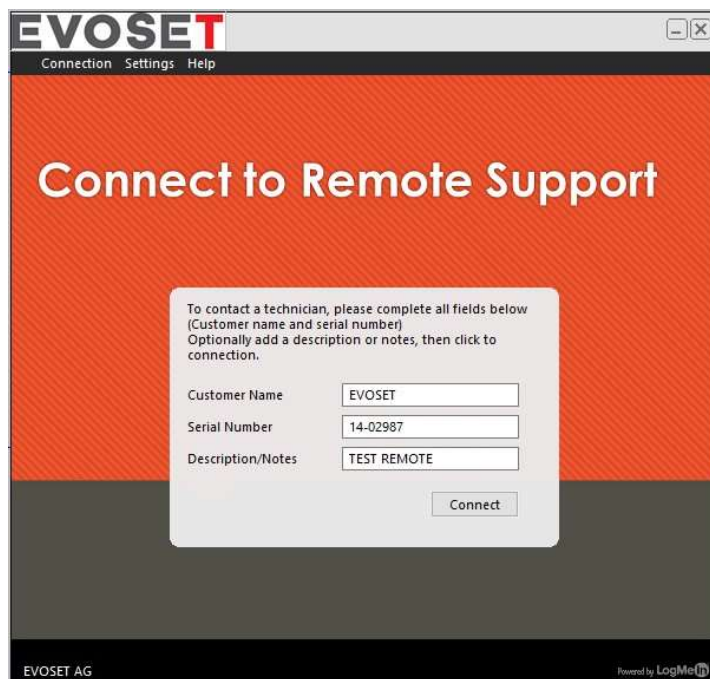 EVOSET
Connection Settings Help
Connect to Remote Support
To contact a technician, please complete all fields below
(Customer name and serial number)
Optionally add a description or notes, then click to
connection.
Customer Name EVOSET
Serial Number 14-02987
Description/Notes TEST REMOTE
Connect
EVOSET AG Powered by LogMeIn